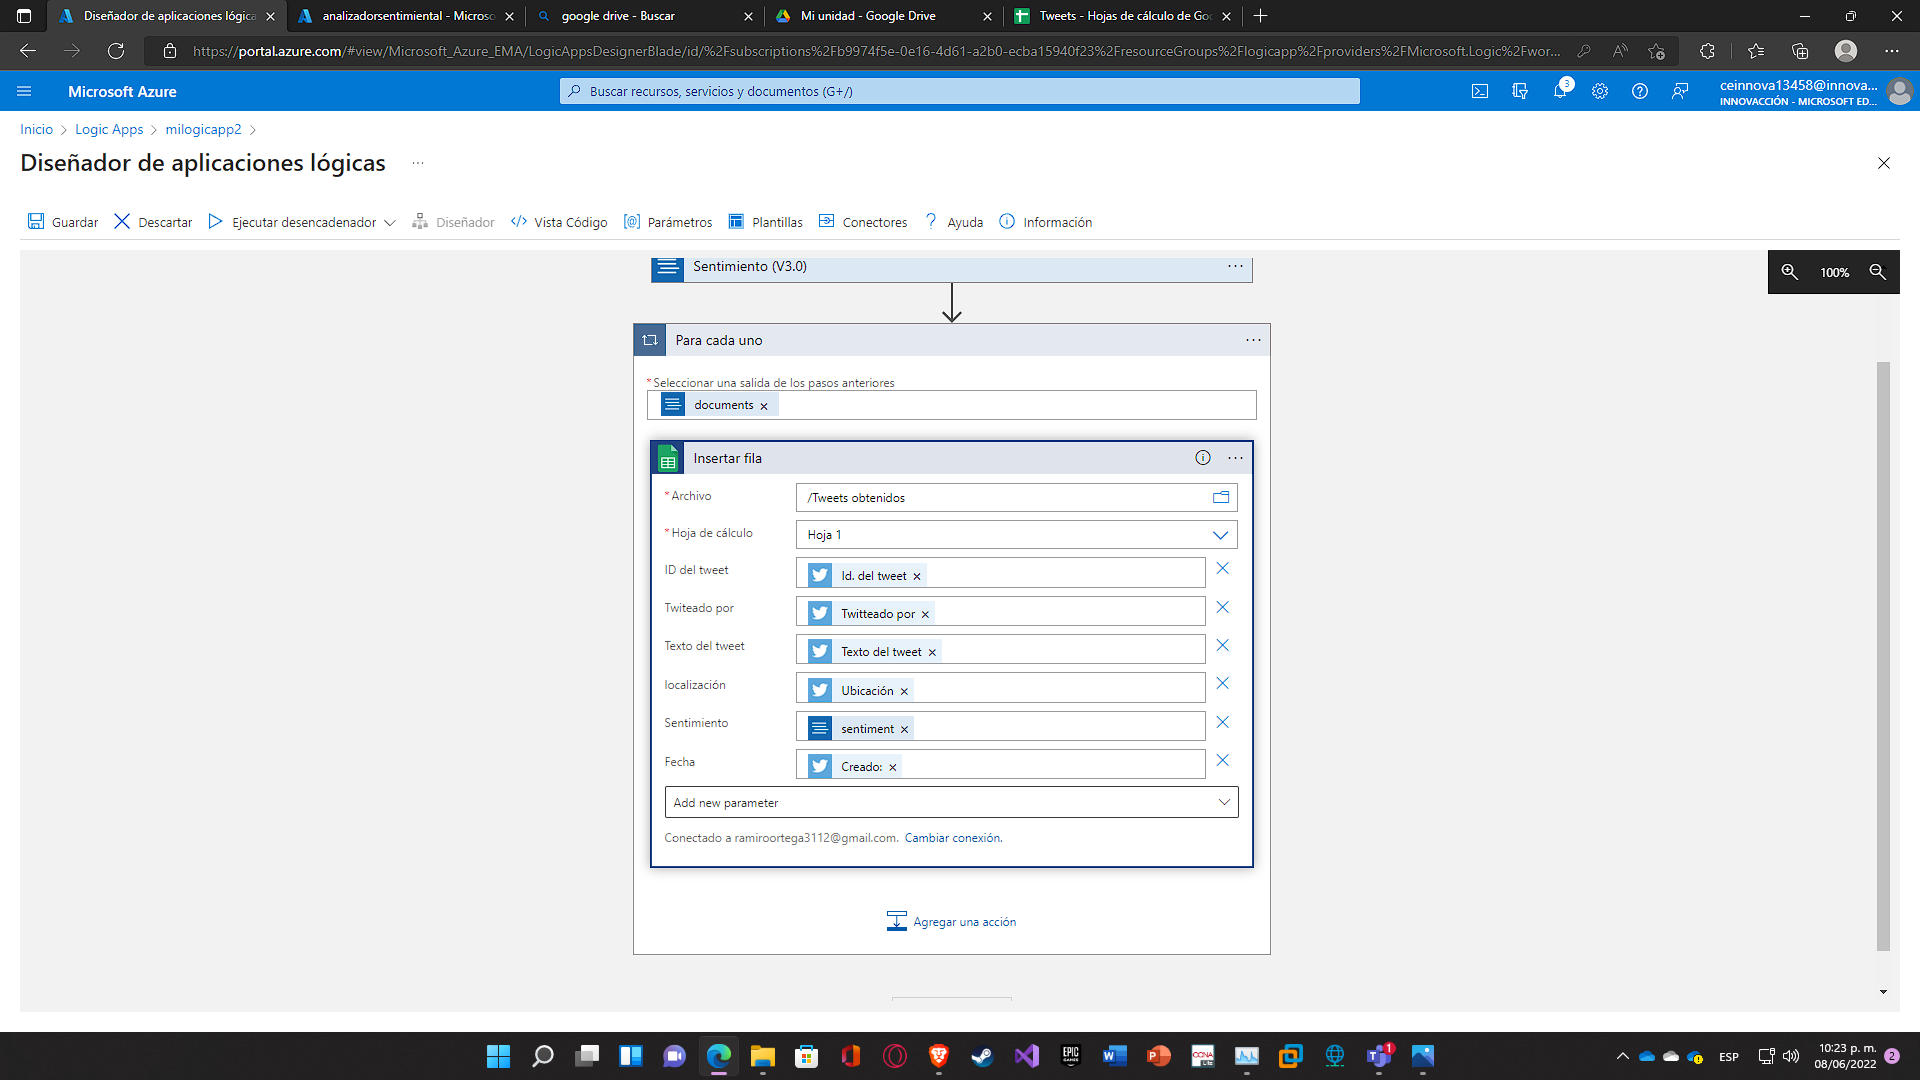 Diseñador de aplicaciones lógica
analizadorsentimiental - Microso
google drive - Buscar
Mi unidad - Google Drive
Tweets - Hojas de cálculo de Goo
https://portal.azure.com/#view/Microsoft_Azure_EMA/LogicAppsDesignerBlade/id/%2Fsubscriptions%2Fb9974f5e-0e16-4d61-a2b0-ecba15940f23%2FresourceGroups%2Flogicapp%2Fproviders%2FMicrosoft.Logic%2Fwor...
Microsoft Azure
Buscar recursos, servicios y documentos (G+/)
3
ceinnova13458@innova...
INNOVACCIÓN - MICROSOFT ED...
Inicio > Logic Apps > milogicapp2 >
Diseñador de aplicaciones lógicas ...
Guardar Descartar Ejecutar desencadenador Diseñador Vista Código Parámetros Plantillas Conectores Ayuda Información
Sentimiento (V3.0)
100%
Para cada uno
*Seleccionar una salida de los pasos anteriores
documents
Insertar fila
*Archivo
/Tweets obtenidos
*Hoja de cálculo
Hoja 1
ID del tweet
Id. del tweet
Twiteado por
Twitteado por
Texto del tweet
Texto del tweet
localización
Ubicación
Sentimiento
sentiment
Fecha
Creado:
Add new parameter
Conectado a ramiroortega3112@gmail.com. Cambiar conexión.
Agregar una acción
EPIC
GAMES
CCNA
1
ESP
10:23 p. m.
08/06/2022
2